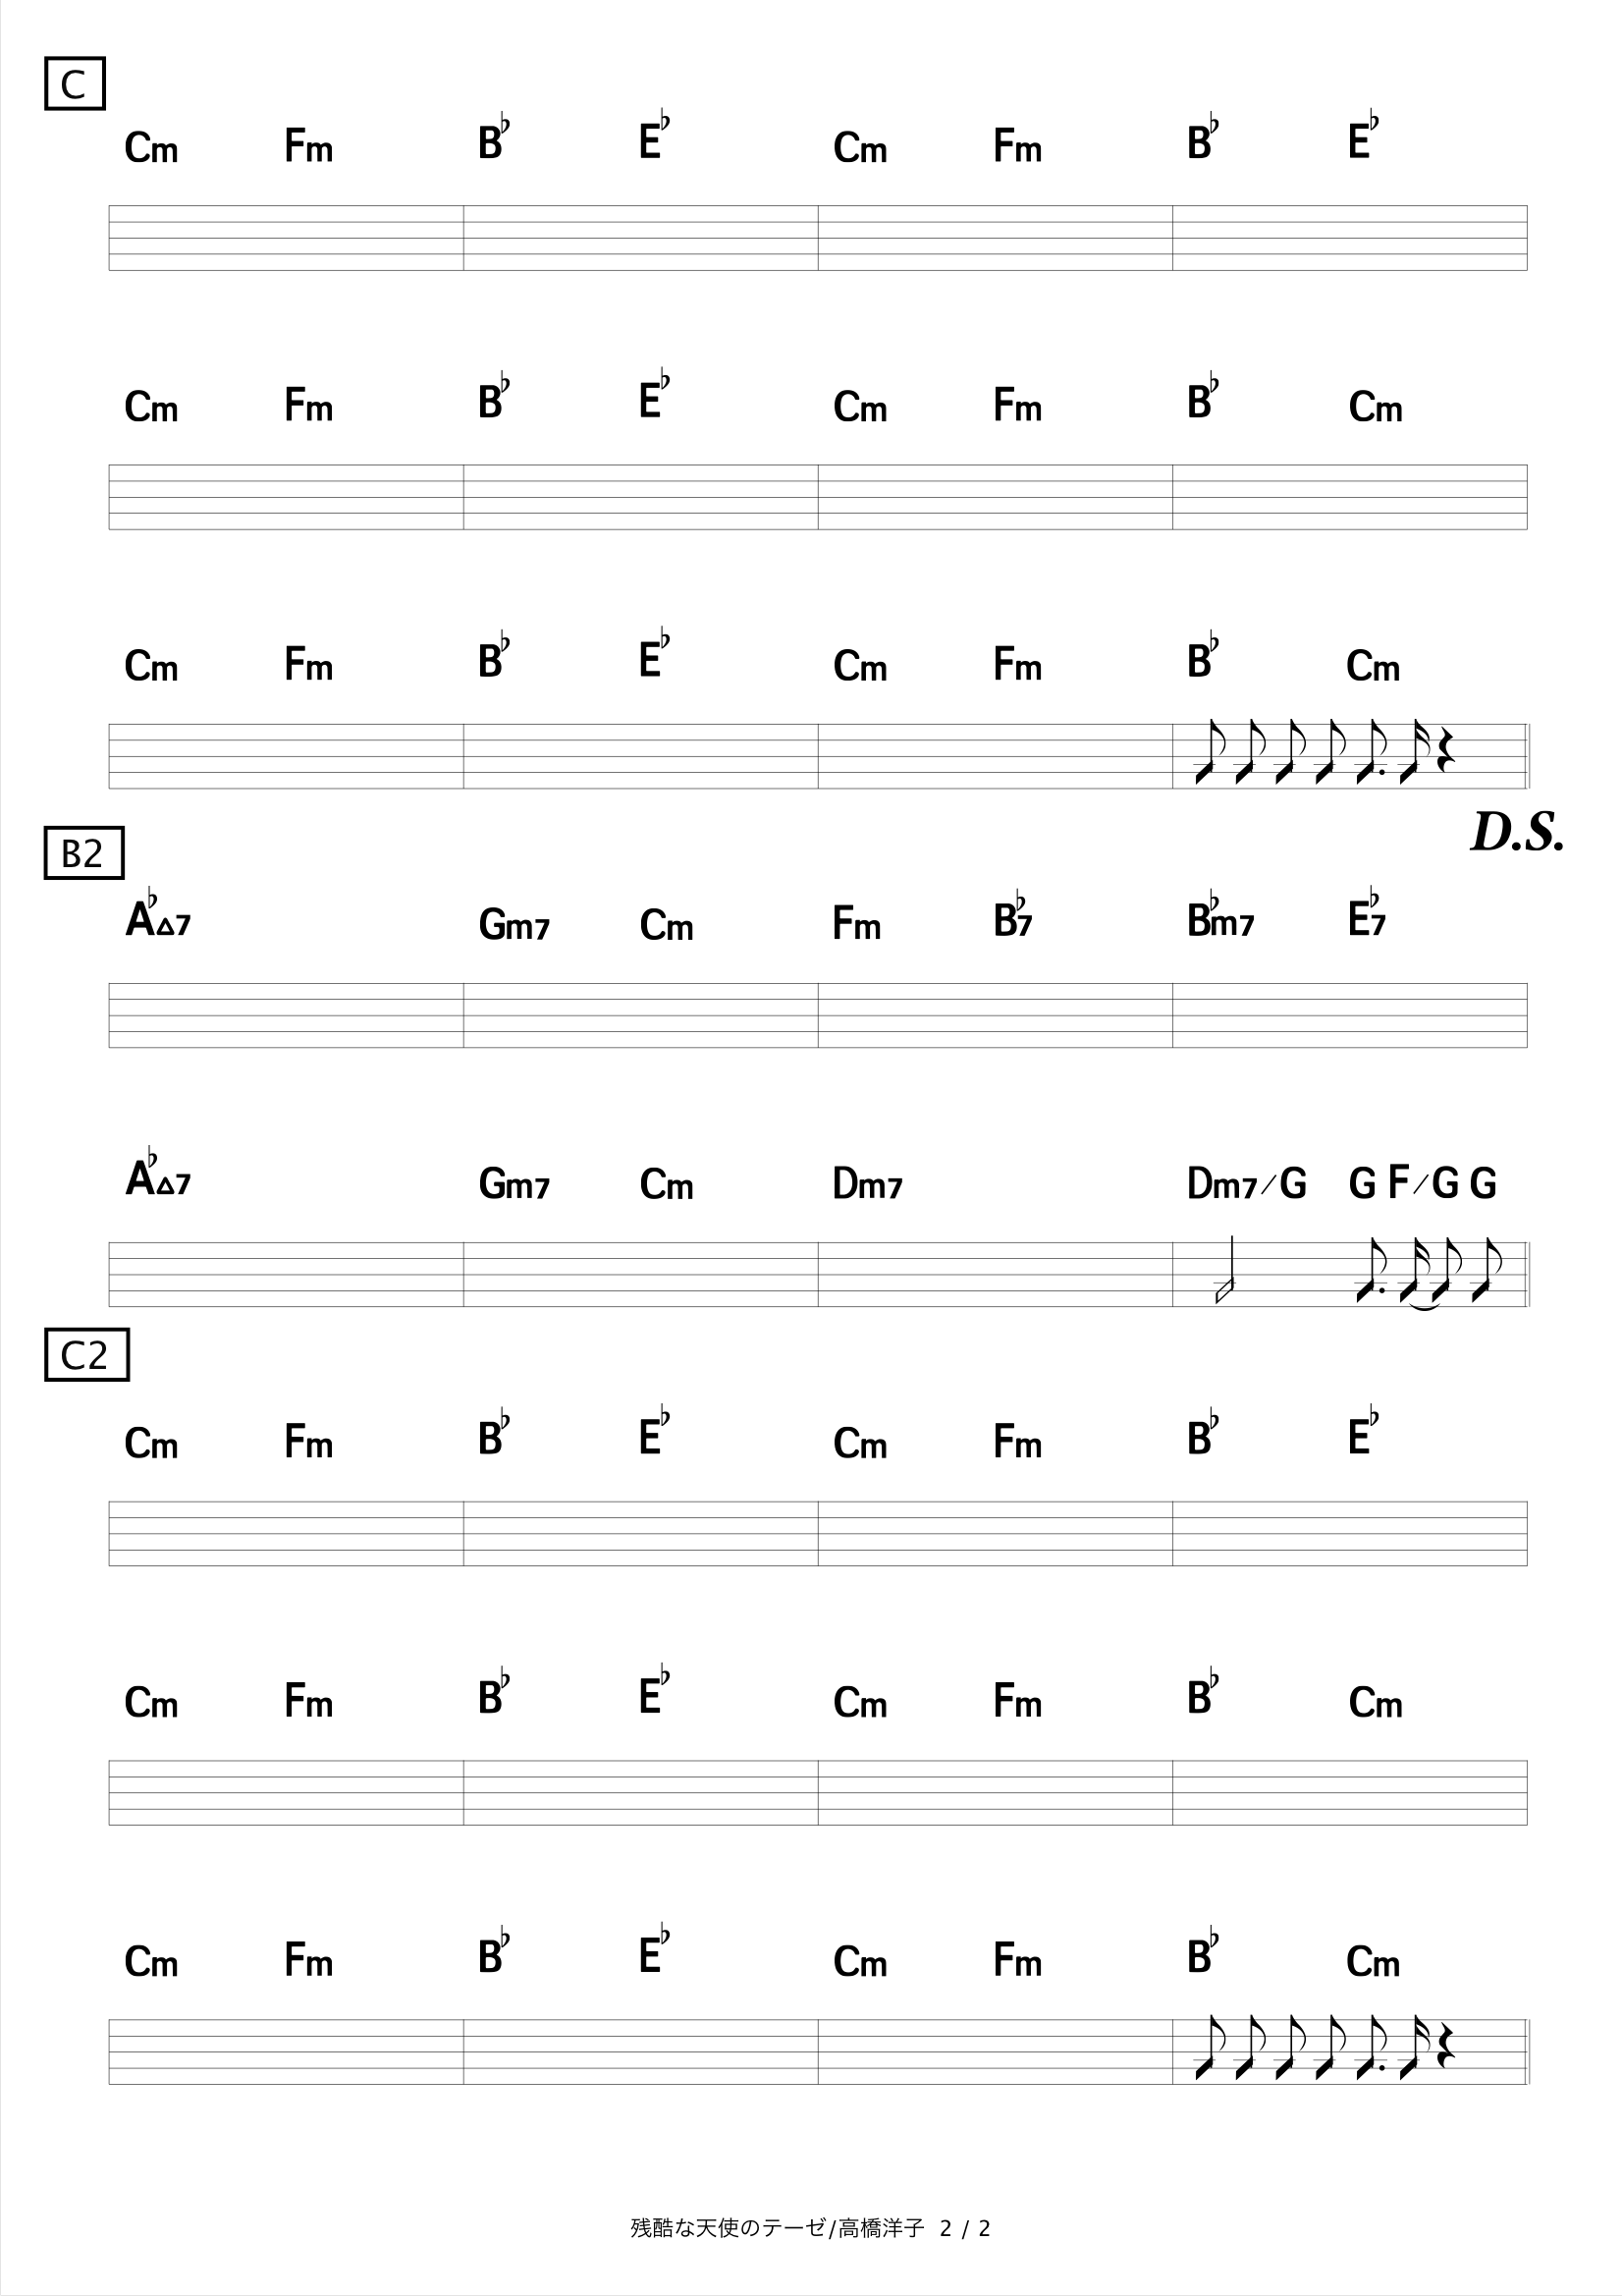 C
Cm Fm B♭ E♭ Cm Fm B♭ E♭
Cm Fm B♭ E♭ Cm Fm B♭ Cm
Cm Fm B♭ E♭ Cm Fm B♭ Cm
D.S.
B2
A♭△7 Gm7 Cm Fm B♭7 B♭m7 E♭7
A♭△7 Gm7 Cm Dm7 Dm7/G G F/G G
C2
Cm Fm B♭ E♭ Cm Fm B♭ E♭
Cm Fm B♭ E♭ Cm Fm B♭ Cm
Cm Fm B♭ E♭ Cm Fm B♭ Cm
残酷な天使のテーゼ/高橋洋子 2 / 2